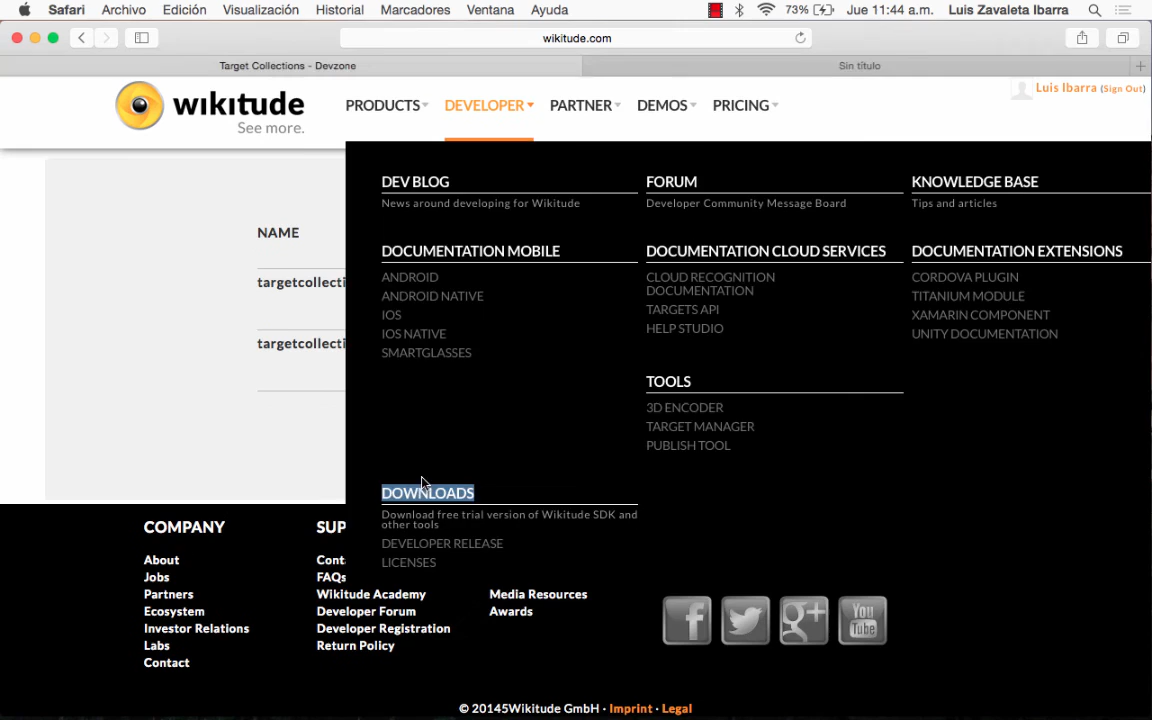 Safari Archivo Edición Visualización Historial Marcadores Ventana Ayuda 73% Jue 11:44 a.m. Luis Zavaleta Ibarra
wikitude.com
Target Collections - Devzone Sin título
wikitude
See more.
PRODUCTS DEVELOPER PARTNER DEMOS PRICING
Luis Ibarra (Sign Out)
NAME
targetcollecti
targetcollecti
DEV BLOG
News around developing for Wikitude
FORUM
Developer Community Message Board
KNOWLEDGE BASE
Tips and articles
DOCUMENTATION MOBILE
ANDROID
ANDROID NATIVE
IOS
IOS NATIVE
SMARTGLASSES
DOCUMENTATION CLOUD SERVICES
CLOUD RECOGNITION
DOCUMENTATION
TARGETS API
HELP STUDIO
DOCUMENTATION EXTENSIONS
CORDOVA PLUGIN
TITANIUM MODULE
XAMARIN COMPONENT
UNITY DOCUMENTATION
TOOLS
3D ENCODER
TARGET MANAGER
PUBLISH TOOL
DOWNLOADS
Download free trial version of Wikitude SDK and
other tools
DEVELOPER RELEASE
LICENSES
COMPANY
About
Jobs
Partners
Ecosystem
Investor Relations
Labs
Contact
SUP
Cont
FAQs
Wikitude Academy
Developer Forum
Developer Registration
Return Policy
Media Resources
Awards
f
g+
You
Tube
© 20145Wikitude GmbH · Imprint · Legal